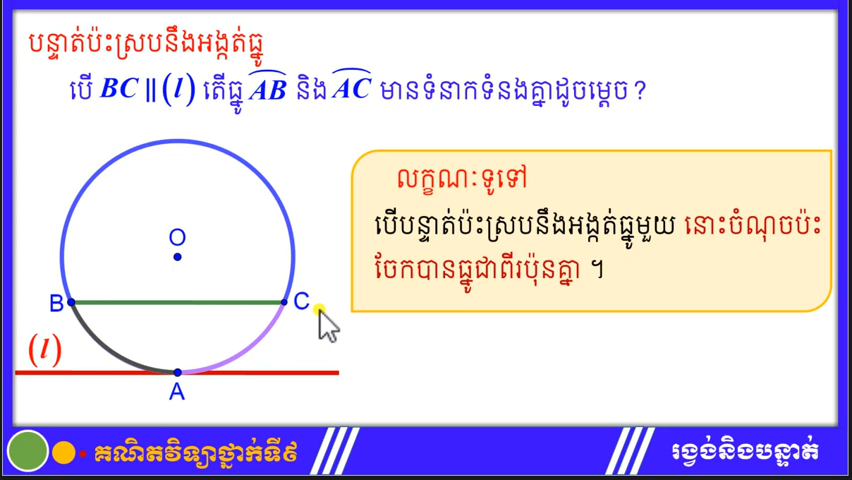 បន្ទាត់ប៉ះស្របនឹងអង្កត់ធ្នូ
បើ BC || (l) តើធ្នូ AB និង AC មានទំនាកទំនងគ្នាដូចម្ដេច ?
លក្ខណៈទូទៅ
បើបន្ទាត់ប៉ះស្របនឹងអង្កត់ធ្នូមួយ នោះចំណុចប៉ះ
ចែកបានធ្នូជាពីរប៉ុនគ្នា ។
O
B
C
(l)
A
គណិតវិទ្យាថ្នាក់ទី៩
រង្វង់និងបន្ទាត់